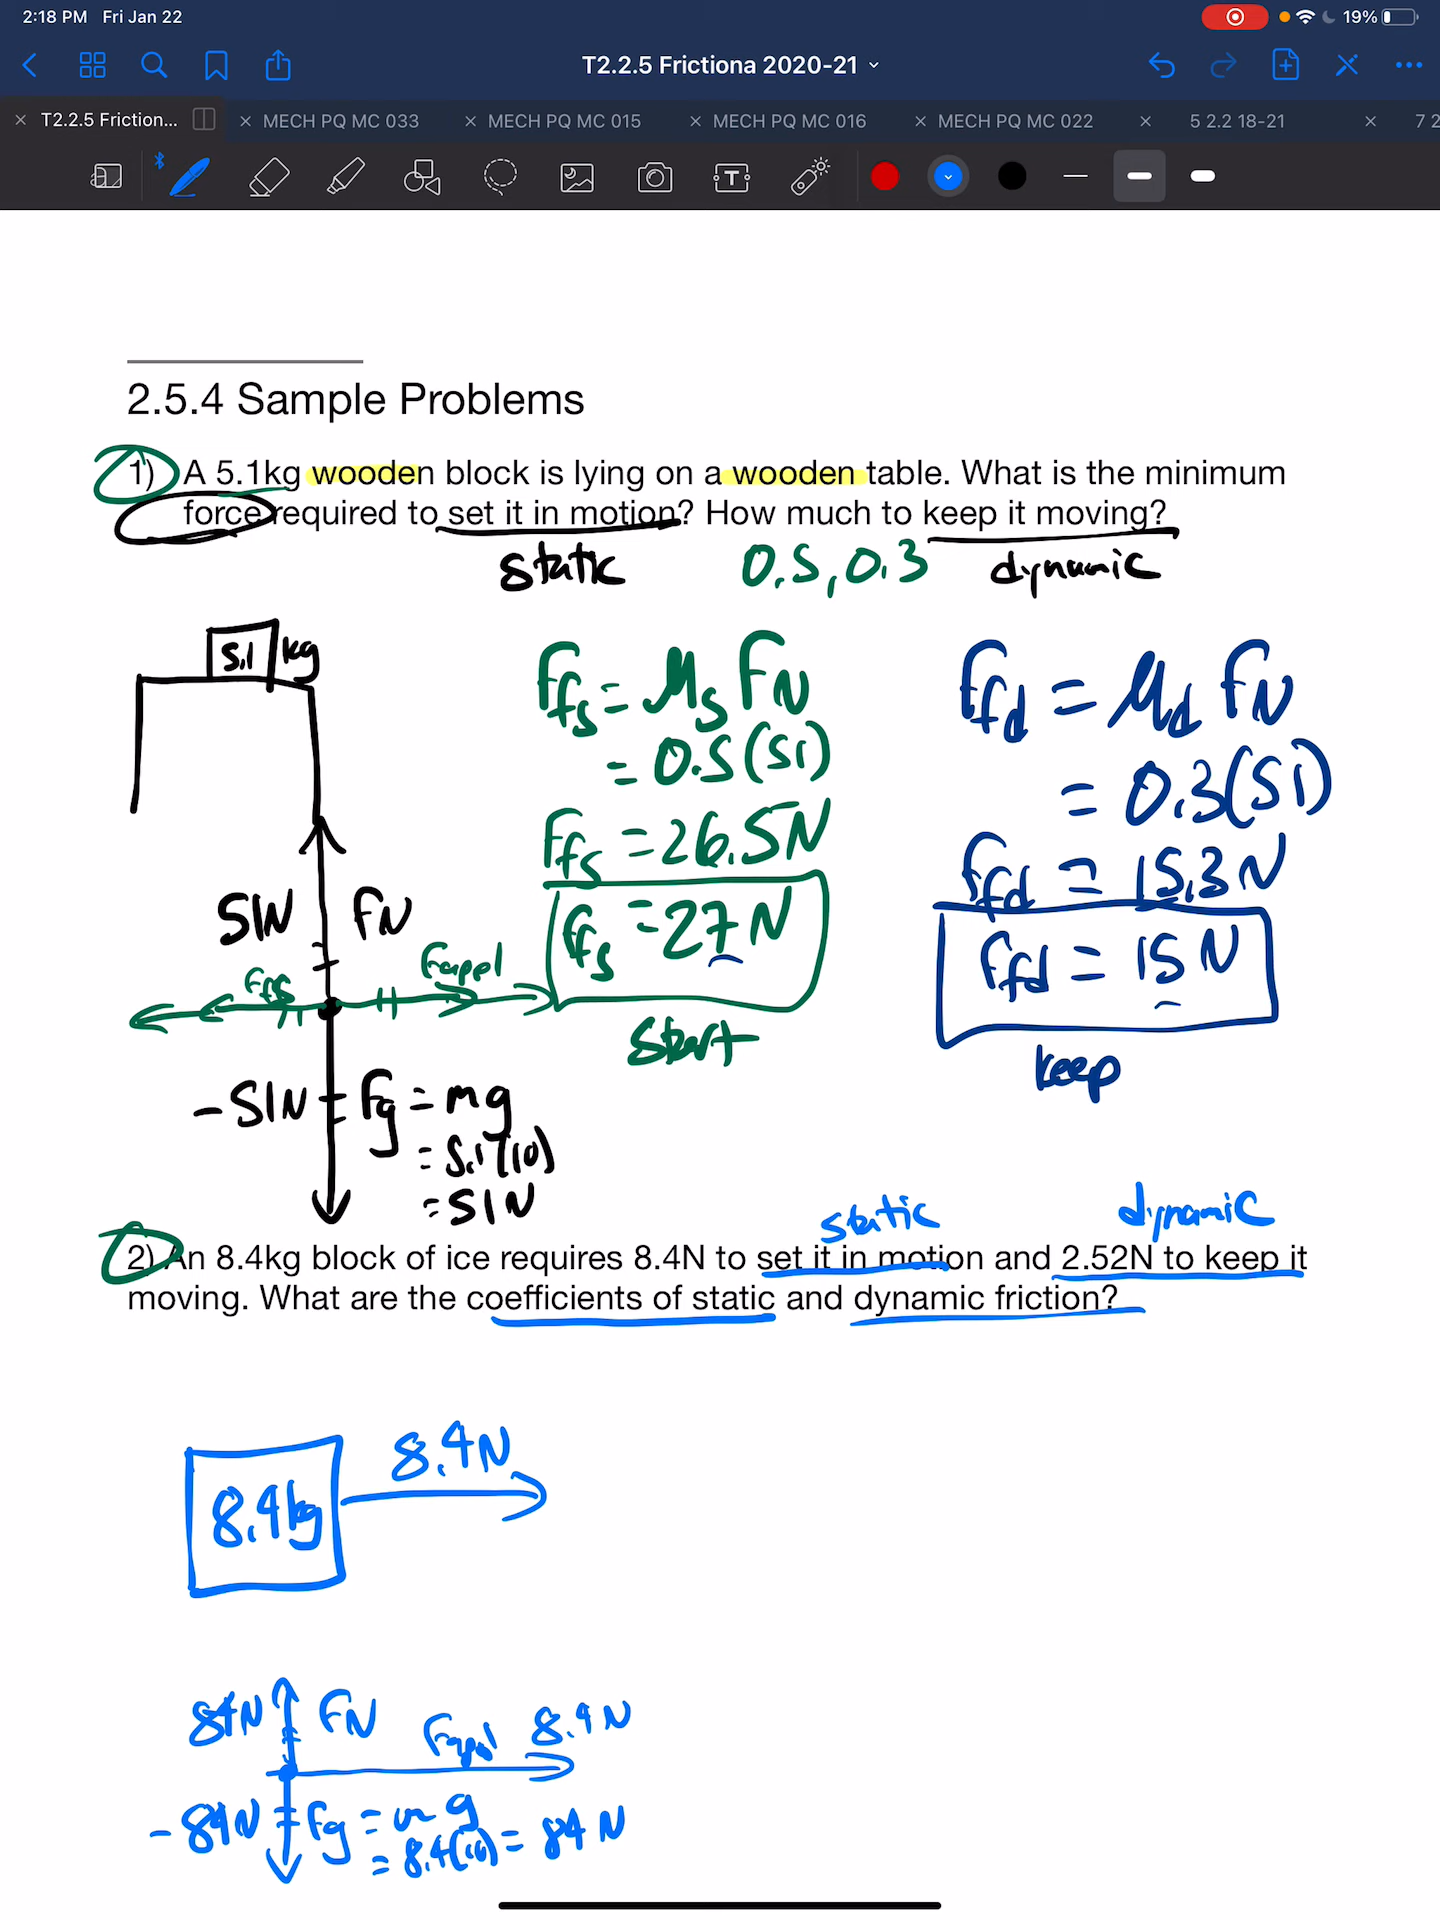 2:18 PM Fri Jan 22
19%
T2.2.5 Frictiona 2020-21
T2.2.5 Friction...
MECH PQ MC 033
MECH PQ MC 015
MECH PQ MC 016
MECH PQ MC 022
5 2.2 18-21
7 2
T
2.5.4 Sample Problems
1) A 5.1kg wooden block is lying on a wooden table. What is the minimum
force required to set it in motion? How much to keep it moving?
static
0.5, 0.3
dynamic
5.1 kg
Ffs = μs FN
= 0.5(51)
Ffs = 26.5N
Ffs = 27 N
start
Ffd = μd FN
= 0.3(51)
Ffd = 15.3N
Ffd = 15 N
keep
51N FN
Ffs
Fappl
-51N Fg = mg
= 5.1(10)
= 51N
static
dynamic
2) An 8.4kg block of ice requires 8.4N to set it in motion and 2.52N to keep it
moving. What are the coefficients of static and dynamic friction?
8.4kg
8.4N
84N FN
Fappl 8.4N
-84N Fg = mg
= 8.4(10) = 84 N